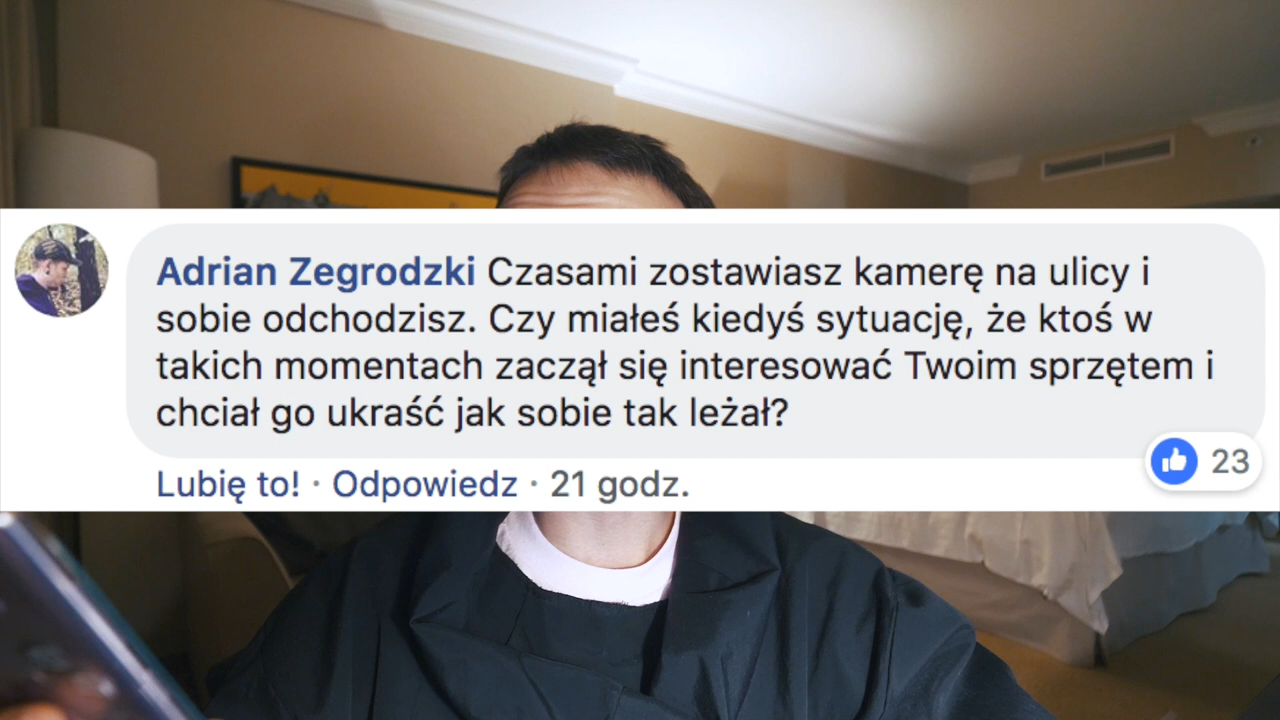 Adrian Zegrodzki Czasami zostawiasz kamerę na ulicy i
sobie odchodzisz. Czy miałeś kiedyś sytuację, że ktoś w
takich momentach zaczął się interesować Twoim sprzętem i
chciał go ukraść jak sobie tak leżał?
23
Lubię to! · Odpowiedz · 21 godz.